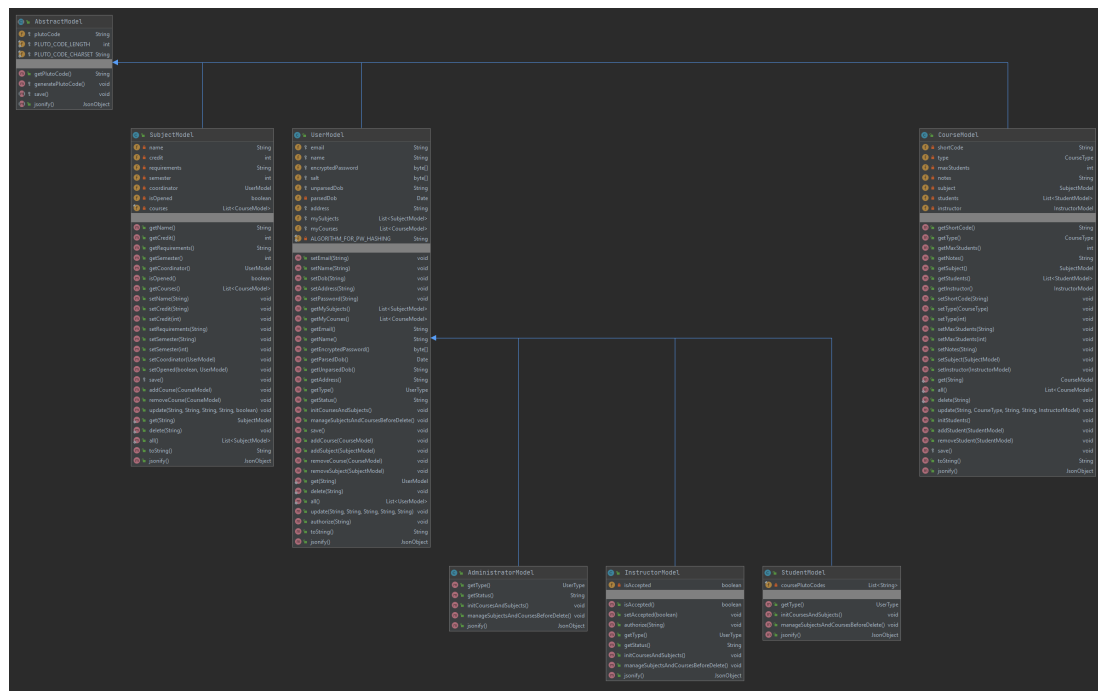 AbstractModel
plutoCode String
PLUTO_CODE_LENGTH int
PLUTO_CODE_CHARSET String
getPlutoCode() String
generatePlutoCode() void
save() void
jsonify() JsonObject
SubjectModel
name String
credit int
requirements String
semester int
coordinator UserModel
isOpened boolean
courses List<CourseModel>
getName() String
getCredit() int
getRequirements() String
getSemester() int
getCoordinator() UserModel
isOpened() boolean
getCourses() List<CourseModel>
setName(String) void
setCredit(String) void
setCredit(int) void
setRequirements(String) void
setSemester(String) void
setSemester(int) void
setCoordinator(UserModel) void
setOpened(boolean, UserModel) void
save() void
addCourse(CourseModel) void
removeCourse(CourseModel) void
update(String, String, String, String, boolean) void
get(String) SubjectModel
delete(String) void
all() List<SubjectModel>
toString() String
jsonify() JsonObject
UserModel
email String
name String
encryptedPassword byte[]
salt byte[]
unparsedDob String
parsedDob Date
address String
mySubjects List<SubjectModel>
myCourses List<CourseModel>
ALGORITHM_FOR_PW_HASHING String
setEmail(String) void
setName(String) void
setDob(String) void
setAddress(String) void
setPassword(String) void
getMySubjects() List<SubjectModel>
getMyCourses() List<CourseModel>
getEmail() String
getName() String
getEncryptedPassword() byte[]
getParsedDob() Date
getUnparsedDob() String
getAddress() String
getType() UserType
getStatus() String
initCoursesAndSubjects() void
manageSubjectsAndCoursesBeforeDelete() void
save() void
addCourse(CourseModel) void
addSubject(SubjectModel) void
removeCourse(CourseModel) void
removeSubject(SubjectModel) void
get(String) UserModel
delete(String) void
all() List<UserModel>
update(String, String, String, String, String) void
authorize(String) void
toString() String
jsonify() JsonObject
CourseModel
shortCode String
type CourseType
maxStudents int
notes String
subject SubjectModel
students List<StudentModel>
instructor InstructorModel
getShortCode() String
getType() CourseType
getMaxStudents() int
getNotes() String
getSubject() SubjectModel
getStudents() List<StudentModel>
getInstructor() InstructorModel
setShortCode(String) void
setType(CourseType) void
setType(int) void
setMaxStudents(String) void
setMaxStudents(int) void
setNotes(String) void
setSubject(SubjectModel) void
setInstructor(InstructorModel) void
get(String) CourseModel
all() List<CourseModel>
delete(String) void
update(String, CourseType, String, String, InstructorModel) void
initStudents() void
addStudent(StudentModel) void
removeStudent(StudentModel) void
save() void
toString() String
jsonify() JsonObject
AdministratorModel
getType() UserType
getStatus() String
initCoursesAndSubjects() void
manageSubjectsAndCoursesBeforeDelete() void
jsonify() JsonObject
InstructorModel
isAccepted boolean
isAccepted() boolean
setAccepted(boolean) void
authorize(String) void
getType() UserType
getStatus() String
initCoursesAndSubjects() void
manageSubjectsAndCoursesBeforeDelete() void
jsonify() JsonObject
StudentModel
coursePlutoCodes List<String>
getType() UserType
initCoursesAndSubjects() void
manageSubjectsAndCoursesBeforeDelete() void
jsonify() JsonObject